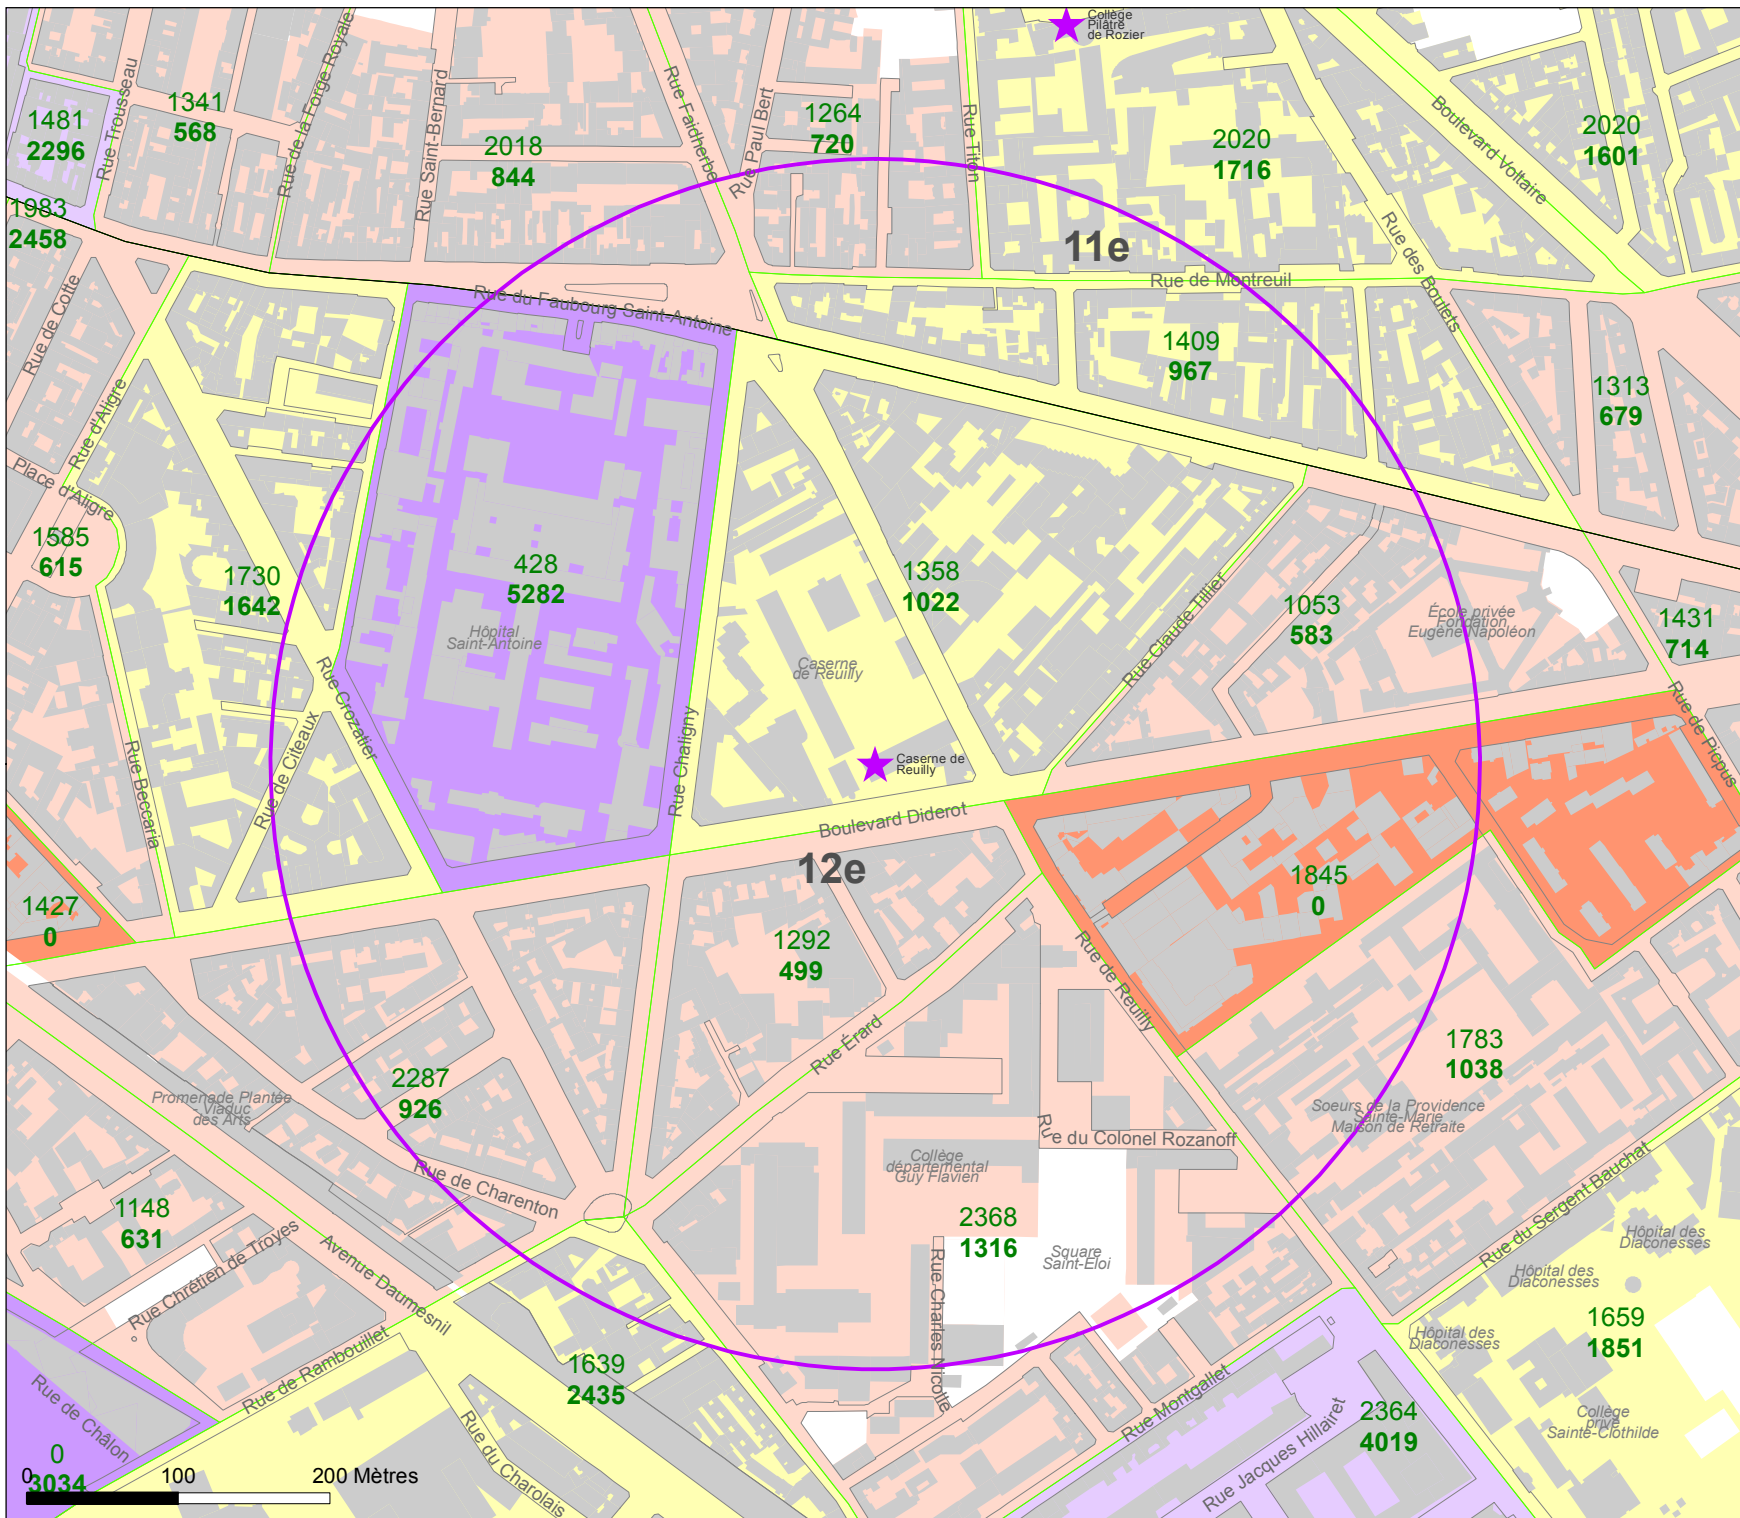 Collège
Pilâtre
de Rozier
Rue de la Forge Royale
Rue Trousseau
Rue Saint-Bernard
Rue Faidherbe
Rue Paul Bert
Rue Titon
Boulevard Voltaire
1341
568
1481
2296
1264
720
2018
844
2020
1716
2020
1601
1983
2458
11e
Rue des Boulets
Rue de Montreuil
Rue du Faubourg Saint-Antoine
Rue de Cotte
Rue d'Aligre
Place d'Aligre
1409
967
1313
679
1585
615
1730
1642
428
5282
Hôpital
Saint-Antoine
1358
1022
1053
583
École privée
Fondation
Eugène Napoléon
1431
714
Caserne
de Reuilly
Rue Claude Tillier
Rue Crozatier
Rue de Citeaux
Rue Beccaria
Rue Chaligny
Rue de Picpus
Caserne de
Reuilly
Boulevard Diderot
12e
1427
0
1845
0
1292
499
Rue de Reuilly
Rue Érard
1783
1038
2287
926
Promenade Plantée
- Viaduc
des Arts
Soeurs de la Providence
Sainte-Marie
Maison de Retraite
Rue du Colonel Rozanoff
Collège
départemental
Guy Flavien
Rue de Charenton
Rue du Sergent Bauchat
1148
631
2368
1316
Square
Saint-Eloi
Hôpital des
Diaconesses
Hôpital des
Diaconesses
Rue Chrétien de Troyes
Avenue Daumesnil
Rue Charles Nicolle
1659
1851
Hôpital des
Diaconesses
Rue de Rambouillet
1639
2435
Rue Montgallet
2364
4019
Collège
privé
Sainte-Clothilde
Rue de Châlon
Rue du Charolais
Rue Jacques Hillairet
0
3034
0 100 200 Mètres